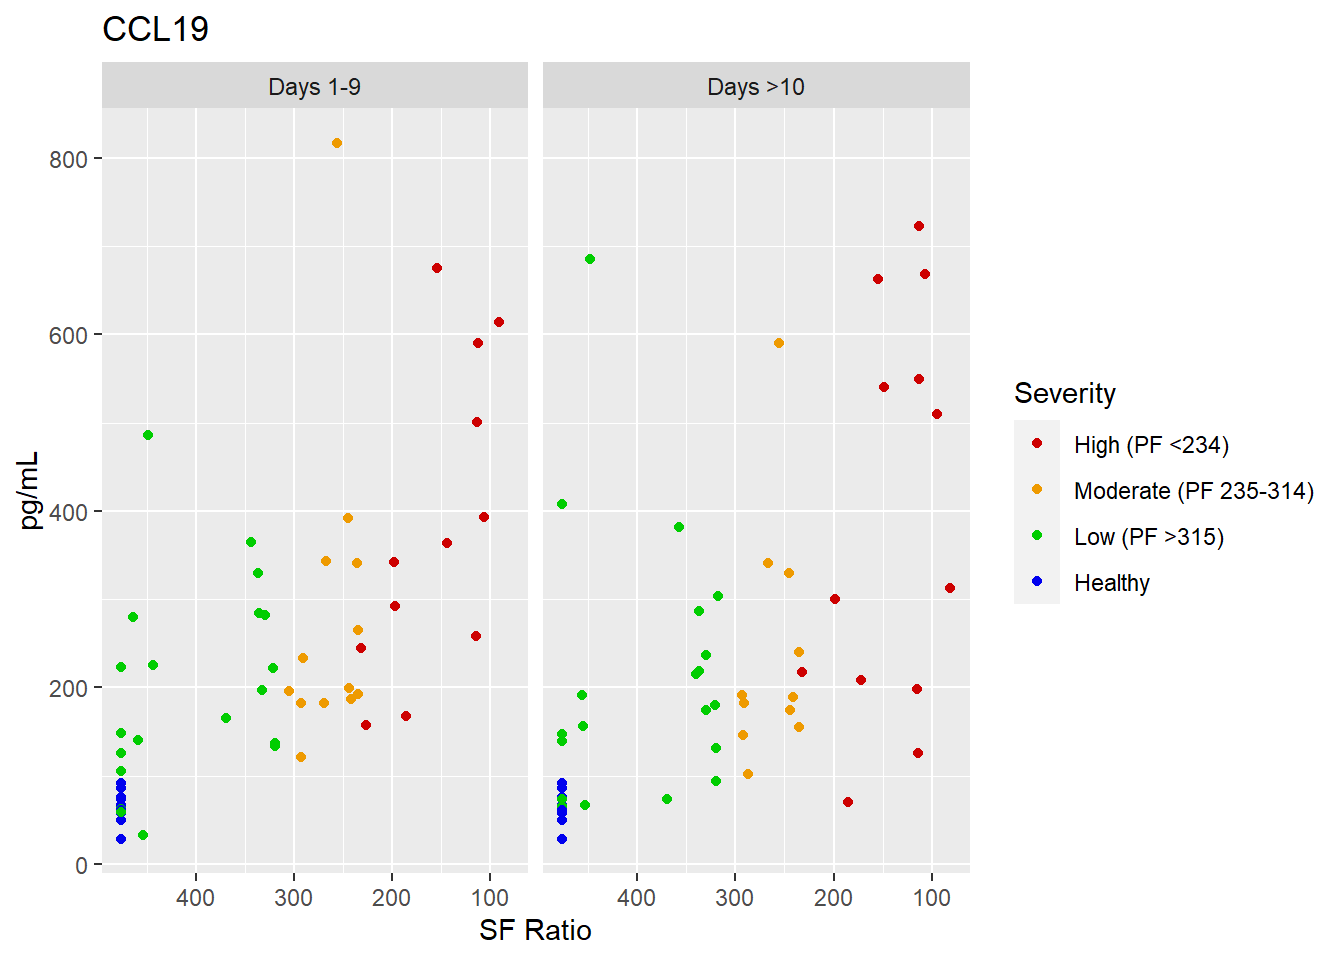 CCL19
Days 1-9
Days >10
800
600
400
200
0
pg/mL
400
300
200
100
400
300
200
100
SF Ratio
Severity
High (PF <234)
Moderate (PF 235-314)
Low (PF >315)
Healthy